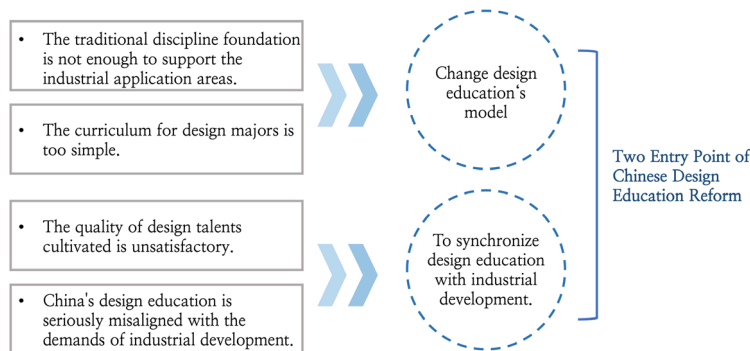 • The traditional discipline foundation
is not enough to support the
industrial application areas.
• The curriculum for design majors is
too simple.
Change design
education‘s
model
• The quality of design talents
cultivated is unsatisfactory.
• China's design education is
seriously misaligned with the
demands of industrial development.
To synchronize
design education
with industrial
development.
Two Entry Point of
Chinese Design
Education Reform